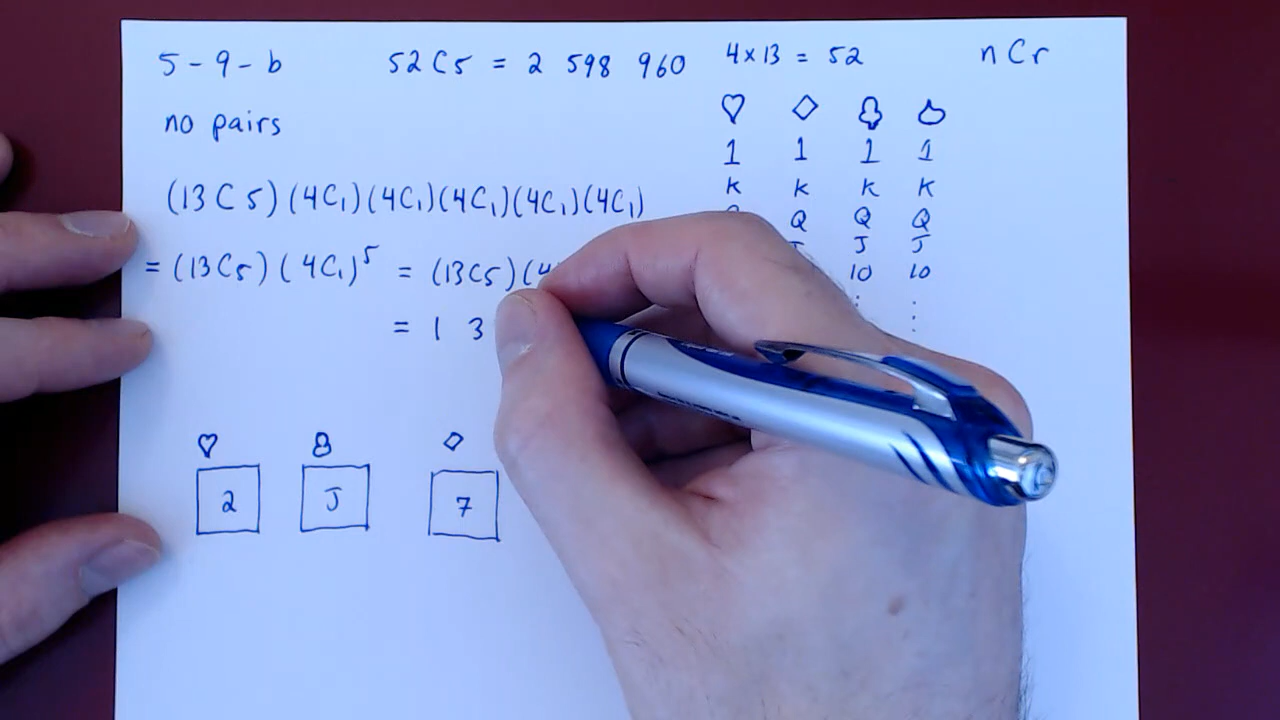 5-9-b 52C5 = 2 598 960 4x13 = 52 nCr
no pairs
1 1 1 1
(13C5)(4C₁)(4C₁)(4C₁)(4C₁)(4C₁) K K K K
Q Q
J J
= (13C5)(4C₁)⁵ = (13C5)(4 10 10
= 1 3
2 J 7